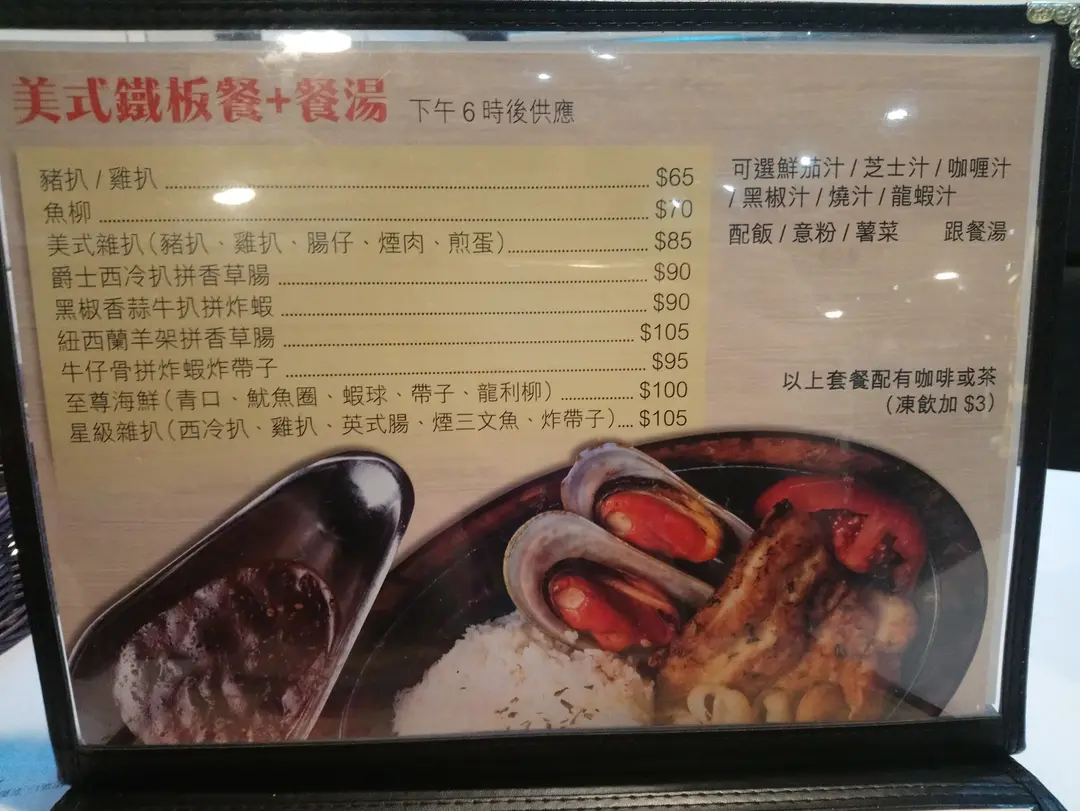 美式鐵板餐+餐湯 下午6時後供應
豬扒 / 雞扒 $65
魚柳 $70
美式雜扒(豬扒、雞扒、腸仔、煙肉、煎蛋) $85
爵士西冷扒拼香草腸 $90
黑椒香蒜牛扒拼炸蝦 $90
紐西蘭羊架拼香草腸 $105
牛仔骨拼炸蝦炸帶子 $95
至尊海鮮(青口、魷魚圈、蝦球、帶子、龍利柳) $100
星級雜扒(西冷扒、雞扒、英式腸、煙三文魚、炸帶子) $105
可選鮮茄汁 / 芝士汁 / 咖喱汁
/ 黑椒汁 / 燒汁 / 龍蝦汁
配飯 / 意粉 / 薯菜 跟餐湯
以上套餐配有咖啡或茶
(凍飲加 $3)